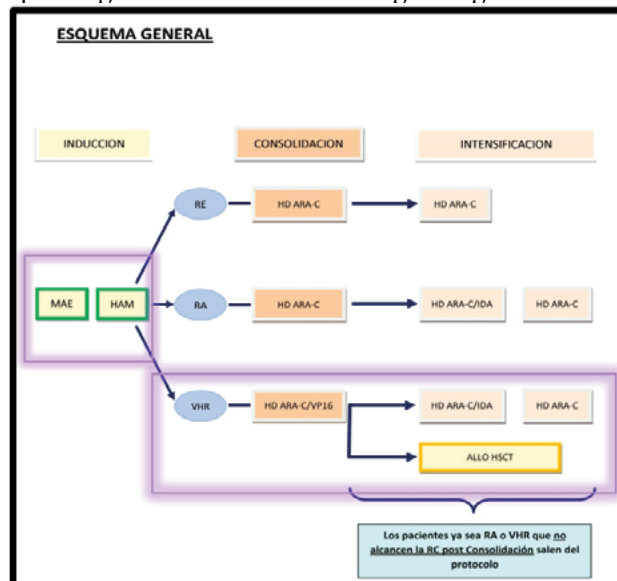 ESQUEMA GENERAL
INDUCCION
CONSOLIDACION
INTENSIFICACION
RE
HD ARA-C
HD ARA-C
MAE
HAM
RA
HD ARA-C
HD ARA-C/IDA
HD ARA-C
VHR
HD ARA-C/VP16
HD ARA-C/IDA
HD ARA-C
ALLO HSCT
Los pacientes ya sea RA o VHR que no
alcancen la RC post Consolidación salen del
protocolo